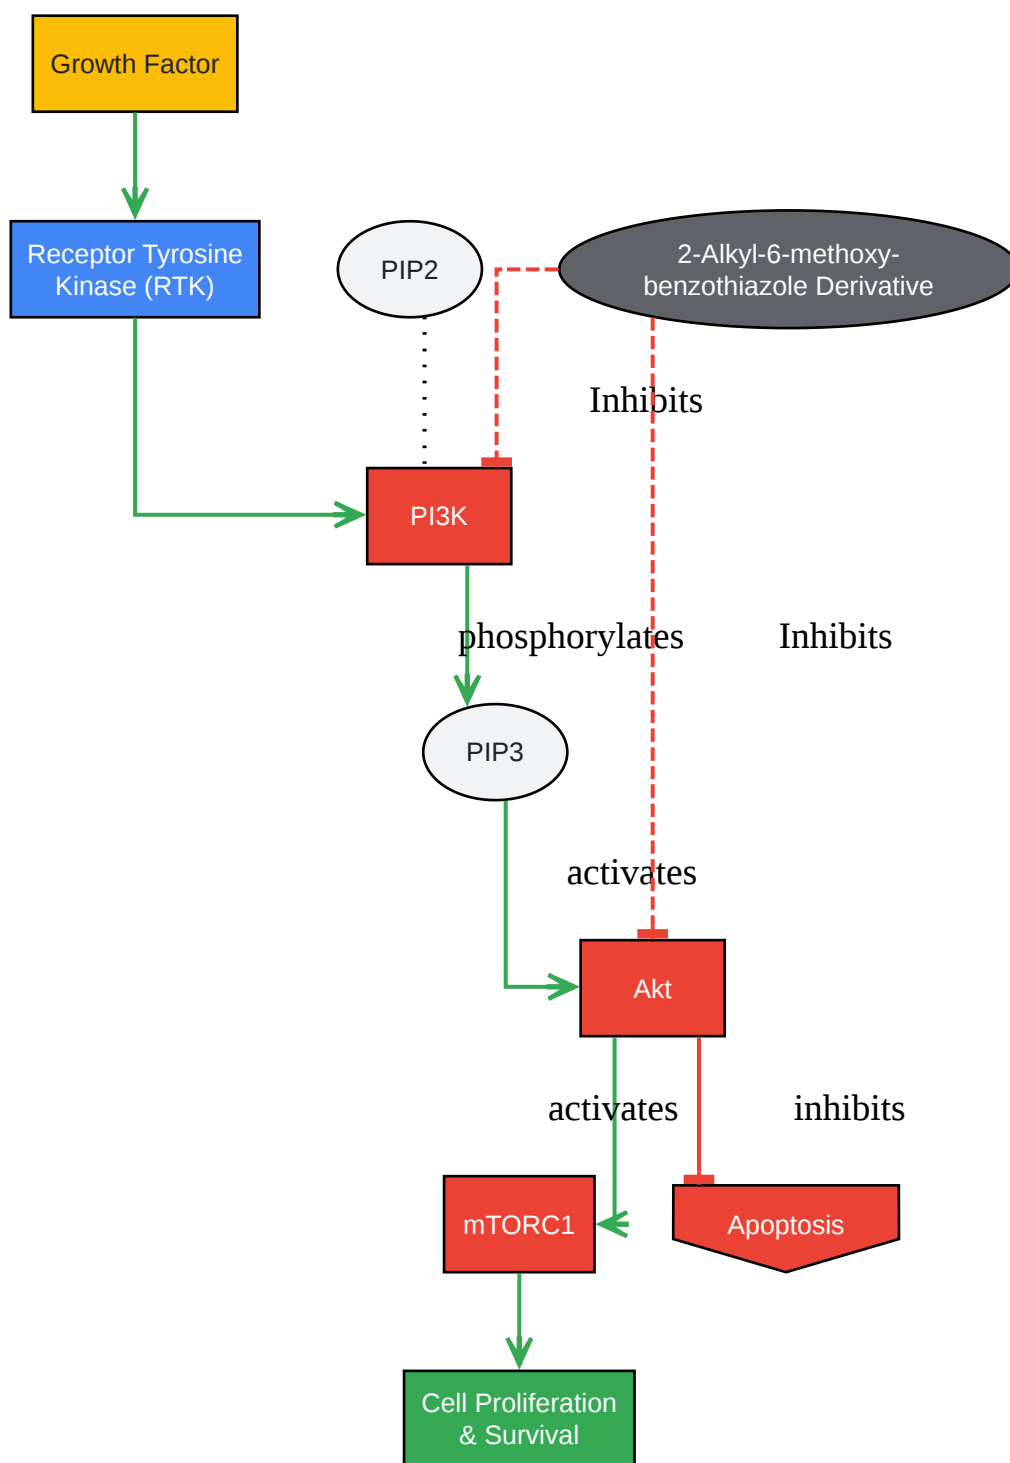 Growth Factor
Receptor Tyrosine
Kinase (RTK)
PIP2
2-Alkyl-6-methoxy-
benzothiazole Derivative
Inhibits
PI3K
phosphorylates
Inhibits
PIP3
activates
Akt
activates
inhibits
mTORC1
Apoptosis
Cell Proliferation
& Survival